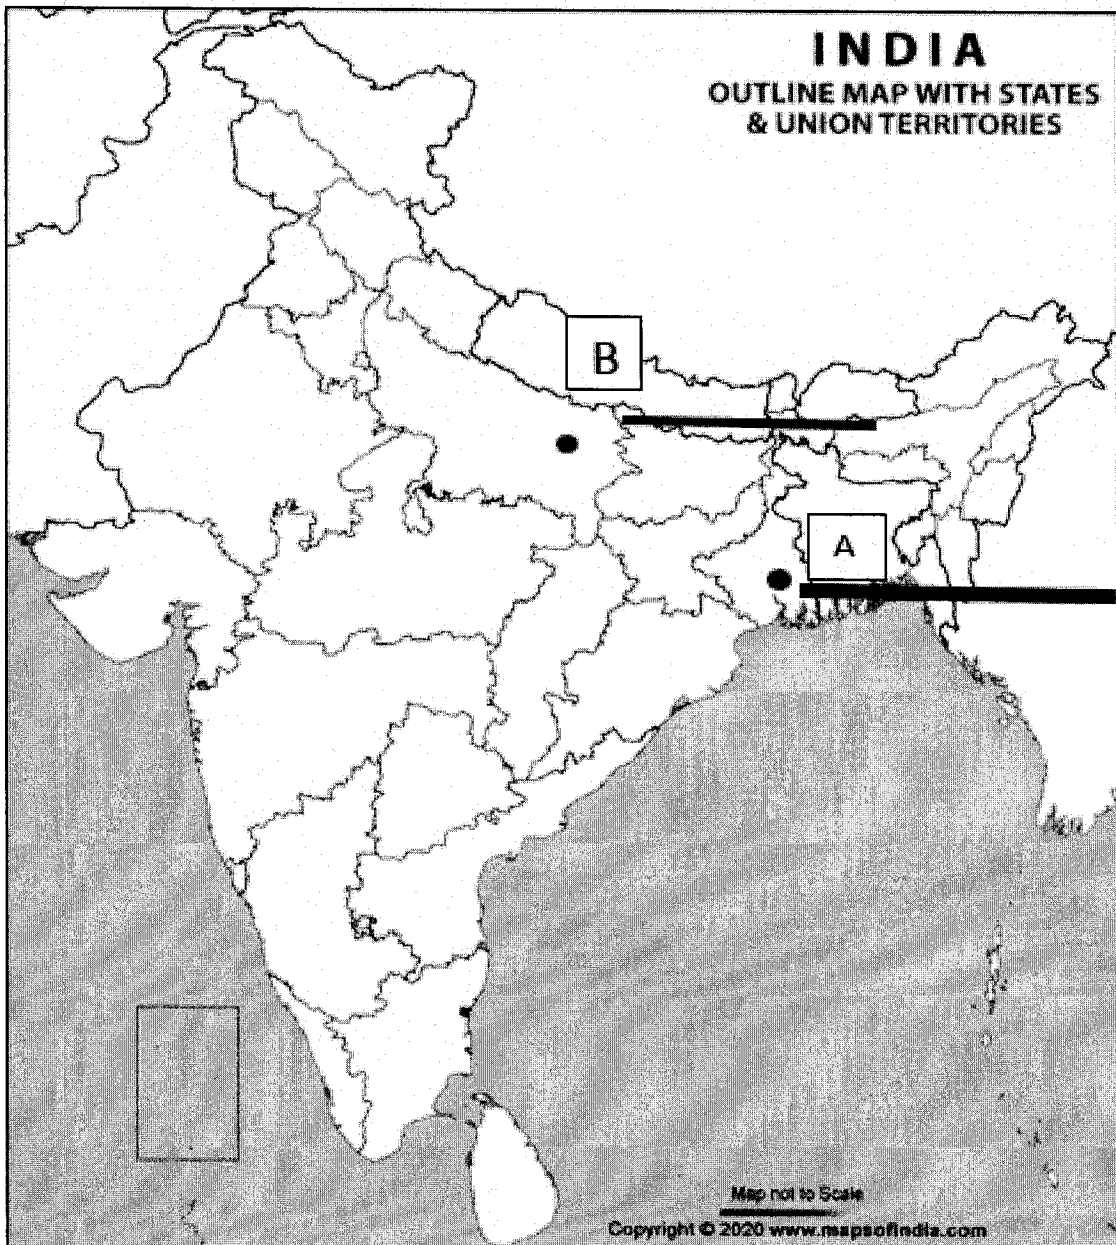 INDIA
OUTLINE MAP WITH STATES
& UNION TERRITORIES
B
A
Map not to Scale
Copyright © 2020 www.mapsofindia.com